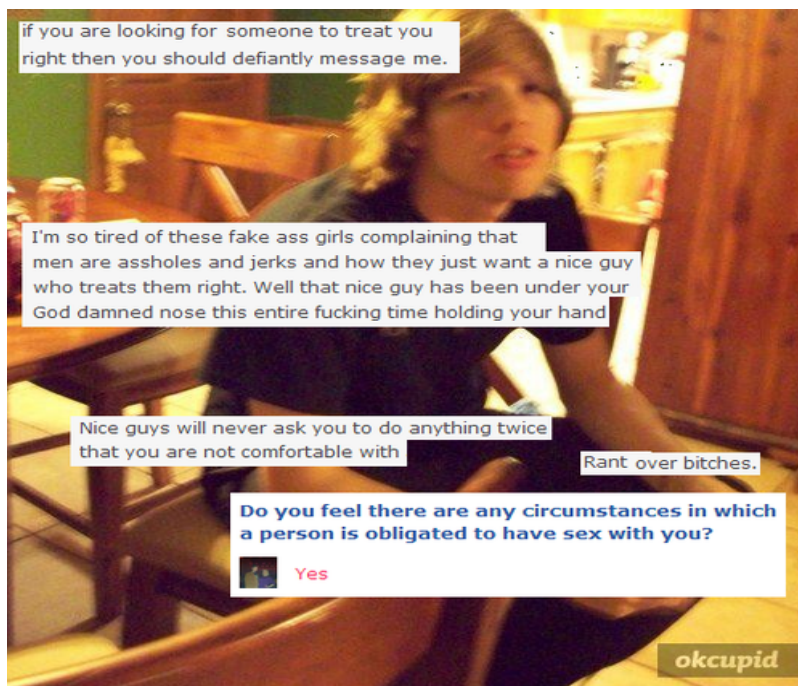 if you are looking for someone to treat you
right then you should defiantly message me.
I'm so tired of these fake ass girls complaining that
men are assholes and jerks and how they just want a nice guy
who treats them right. Well that nice guy has been under your
God damned nose this entire fucking time holding your hand
Nice guys will never ask you to do anything twice
that you are not comfortable with
Rant over bitches.
Do you feel there are any circumstances in which
a person is obligated to have sex with you?
Yes
okcupid